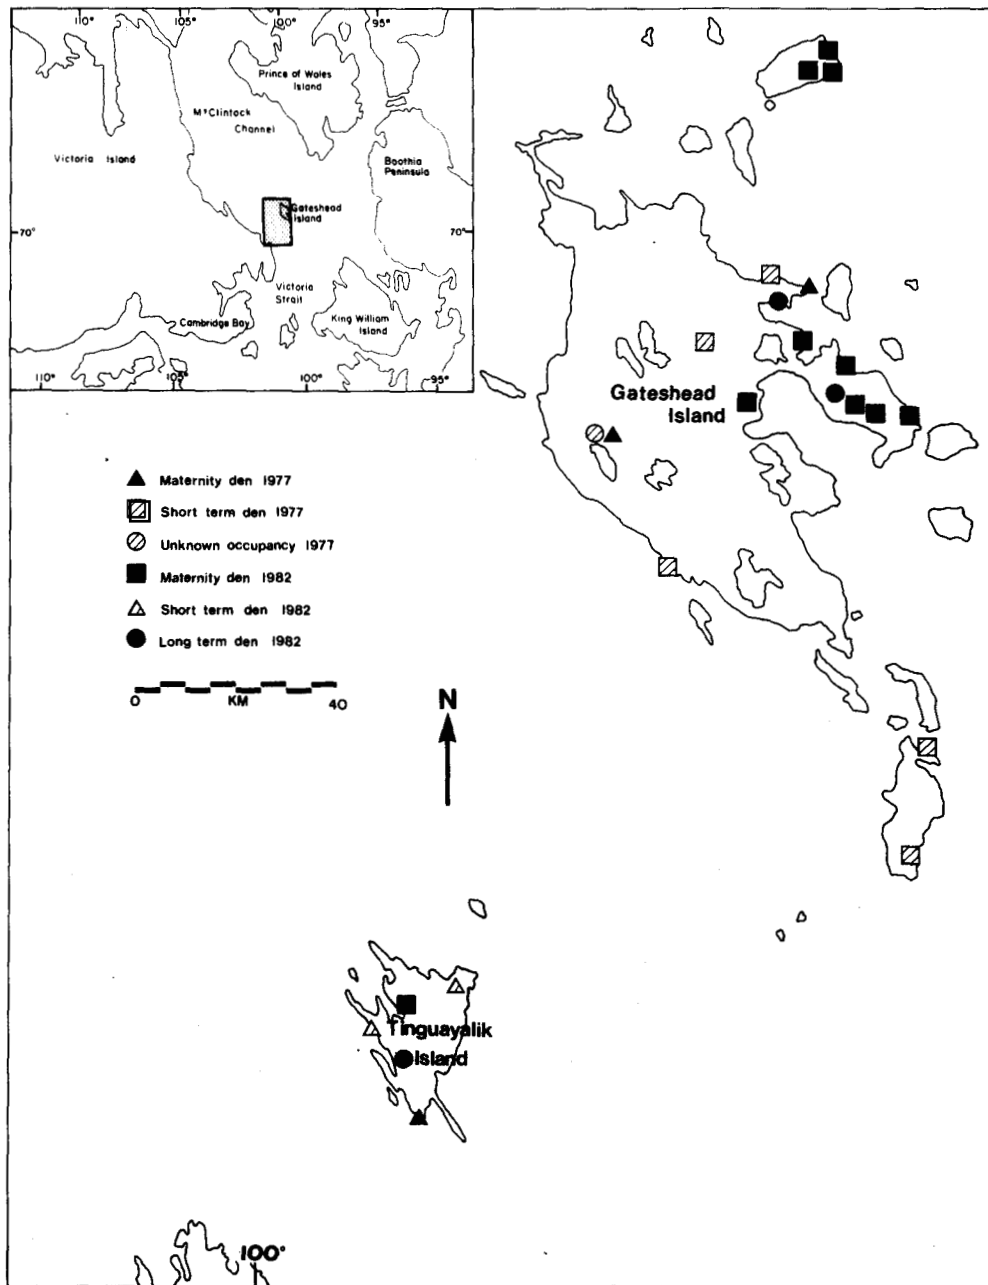 110° 105° 100° 95°
Prince of Wales
Island
McClintock
Channel
Victoria Island
Boothia
Peninsula
Gateshead
Island
70° 70°
Victoria
Strait
Cambridge Bay
King William
Island
110° 105° 100° 95°
Gateshead
Island
Maternity den 1977
Short term den 1977
Unknown occupancy 1977
Maternity den 1982
Short term den 1982
Long term den 1982
0 KM 40
N
Tinguayalik
Island
100°